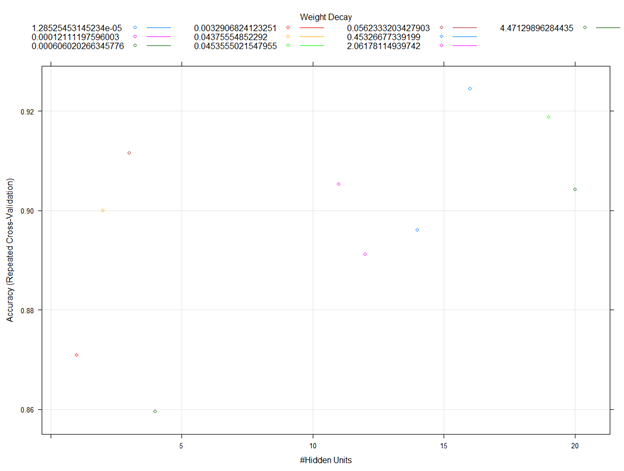 Weight Decay
1.28525453145234e-05 0.0032906824123251 0.0562333203427903 4.47129896284435
0.00012111197596003 0.04375554852292 0.45326677339199
0.000606020266345776 0.0453555021547955 2.06178114939742
0.92
0.90
0.88
0.86
Accuracy (Repeated Cross-Validation)
5 10 15 20
#Hidden Units